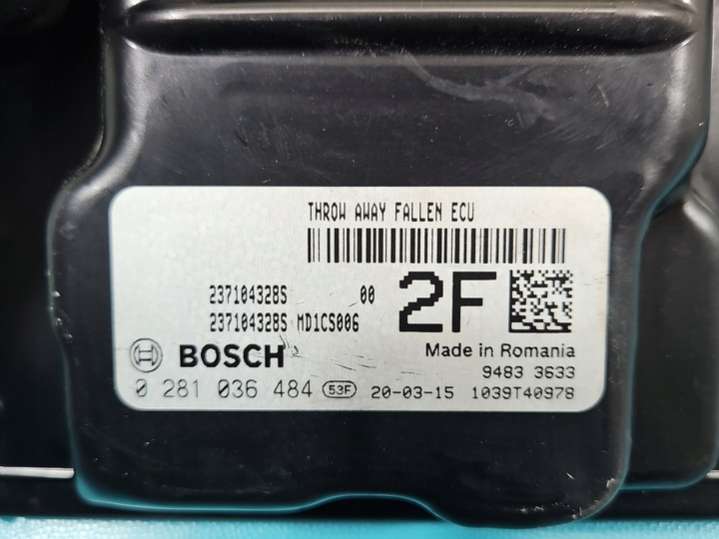 THROW AWAY FALLEN ECU
237104328S 00
237104328S MD1CS006
2F
BOSCH
Made in Romania
9483 3633
0 281 036 484 53F 20-03-15 1039T40978